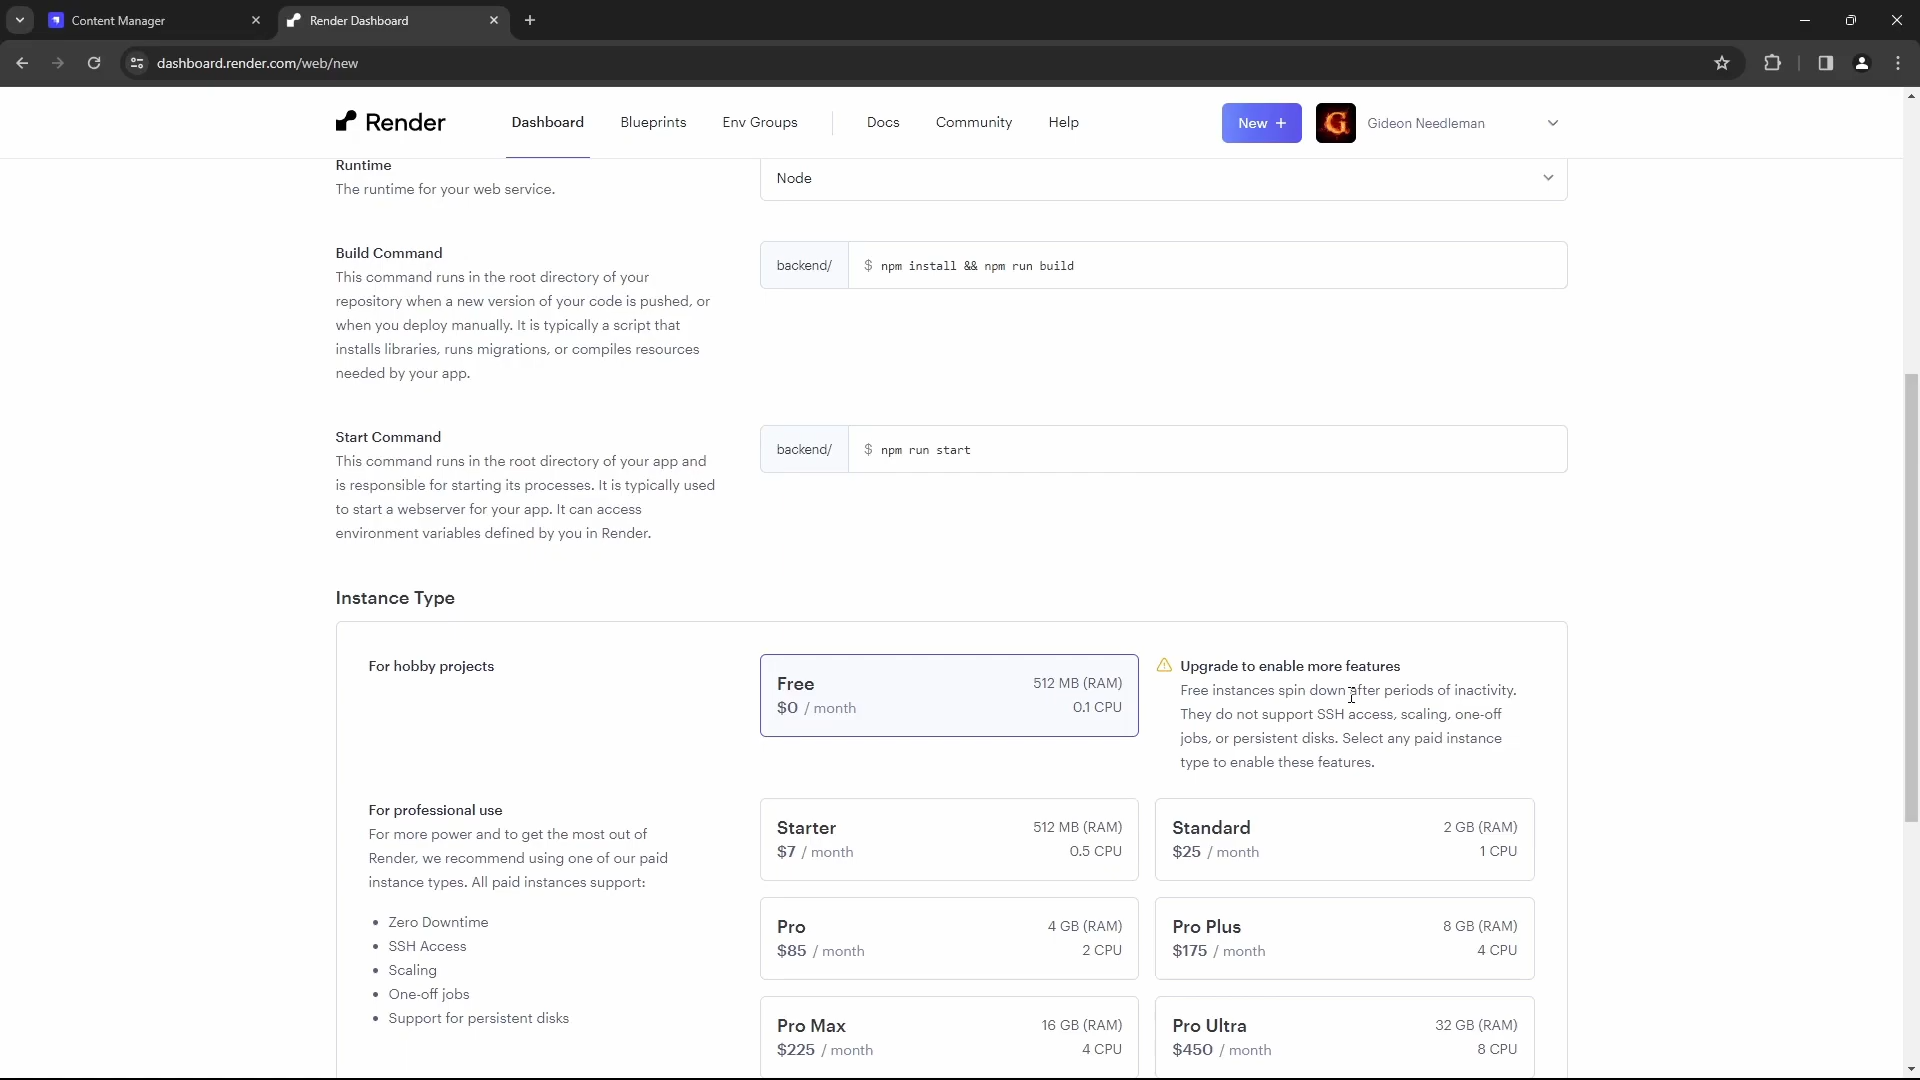 Content Manager
Render Dashboard
dashboard.render.com/web/new
Render
Dashboard
Blueprints
Env Groups
Docs
Community
Help
New +
G
Gideon Needleman
Runtime
The runtime for your web service.
Node
Build Command
This command runs in the root directory of your
repository when a new version of your code is pushed, or
when you deploy manually. It is typically a script that
installs libraries, runs migrations, or compiles resources
needed by your app.
backend/
$ npm install && npm run build
Start Command
This command runs in the root directory of your app and
is responsible for starting its processes. It is typically used
to start a webserver for your app. It can access
environment variables defined by you in Render.
backend/
$ npm run start
Instance Type
For hobby projects
Free
$0 / month
512 MB (RAM)
0.1 CPU
Upgrade to enable more features
Free instances spin down after periods of inactivity.
They do not support SSH access, scaling, one-off
jobs, or persistent disks. Select any paid instance
type to enable these features.
For professional use
For more power and to get the most out of
Render, we recommend using one of our paid
instance types. All paid instances support:
• Zero Downtime
• SSH Access
• Scaling
• One-off jobs
• Support for persistent disks
Starter
$7 / month
512 MB (RAM)
0.5 CPU
Standard
$25 / month
2 GB (RAM)
1 CPU
Pro
$85 / month
4 GB (RAM)
2 CPU
Pro Plus
$175 / month
8 GB (RAM)
4 CPU
Pro Max
$225 / month
16 GB (RAM)
4 CPU
Pro Ultra
$450 / month
32 GB (RAM)
8 CPU